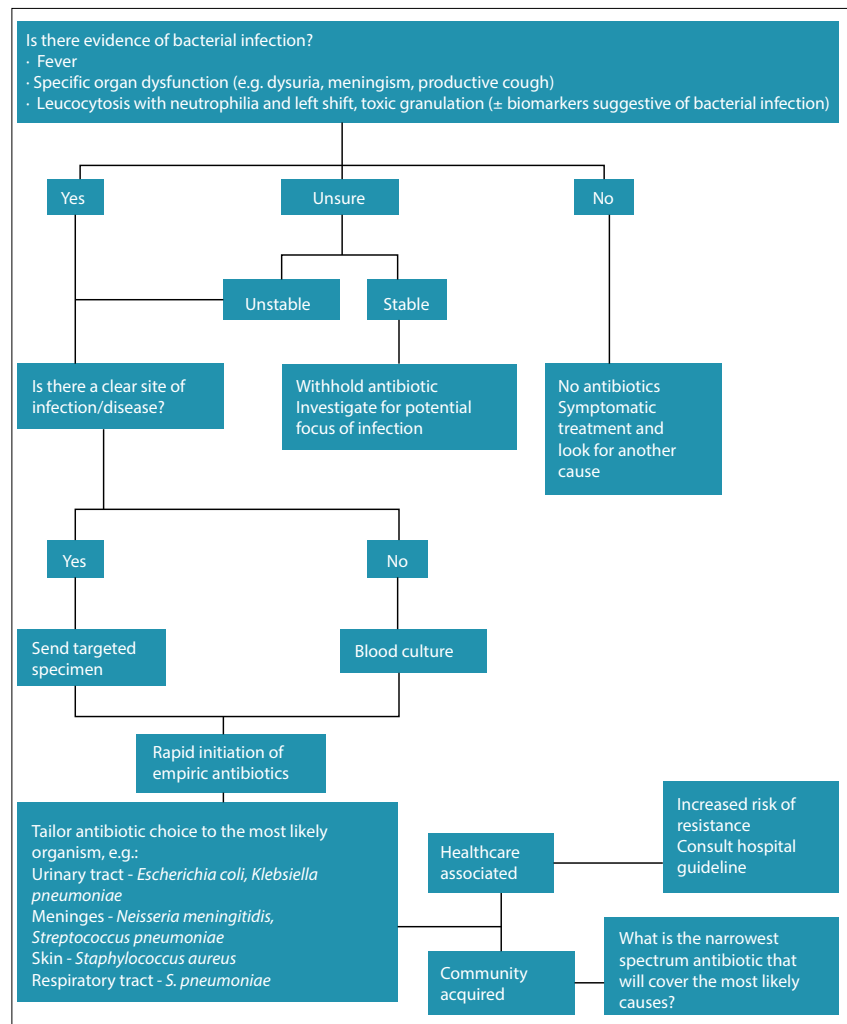 Is there evidence of bacterial infection?
· Fever
· Specific organ dysfunction (e.g. dysuria, meningism, productive cough)
· Leucocytosis with neutrophilia and left shift, toxic granulation (± biomarkers suggestive of bacterial infection)
Yes
Unsure
No
Unstable
Stable
Is there a clear site of
infection/disease?
Withhold antibiotic
Investigate for potential
focus of infection
No antibiotics
Symptomatic
treatment and
look for another
cause
Yes
No
Send targeted
specimen
Blood culture
Rapid initiation of
empiric antibiotics
Tailor antibiotic choice to the most likely
organism, e.g.:
Urinary tract - Escherichia coli, Klebsiella
pneumoniae
Meninges - Neisseria meningitidis,
Streptococcus pneumoniae
Skin - Staphylococcus aureus
Respiratory tract - S. pneumoniae
Healthcare
associated
Increased risk of
resistance
Consult hospital
guideline
Community
acquired
What is the narrowest
spectrum antibiotic that
will cover the most likely
causes?